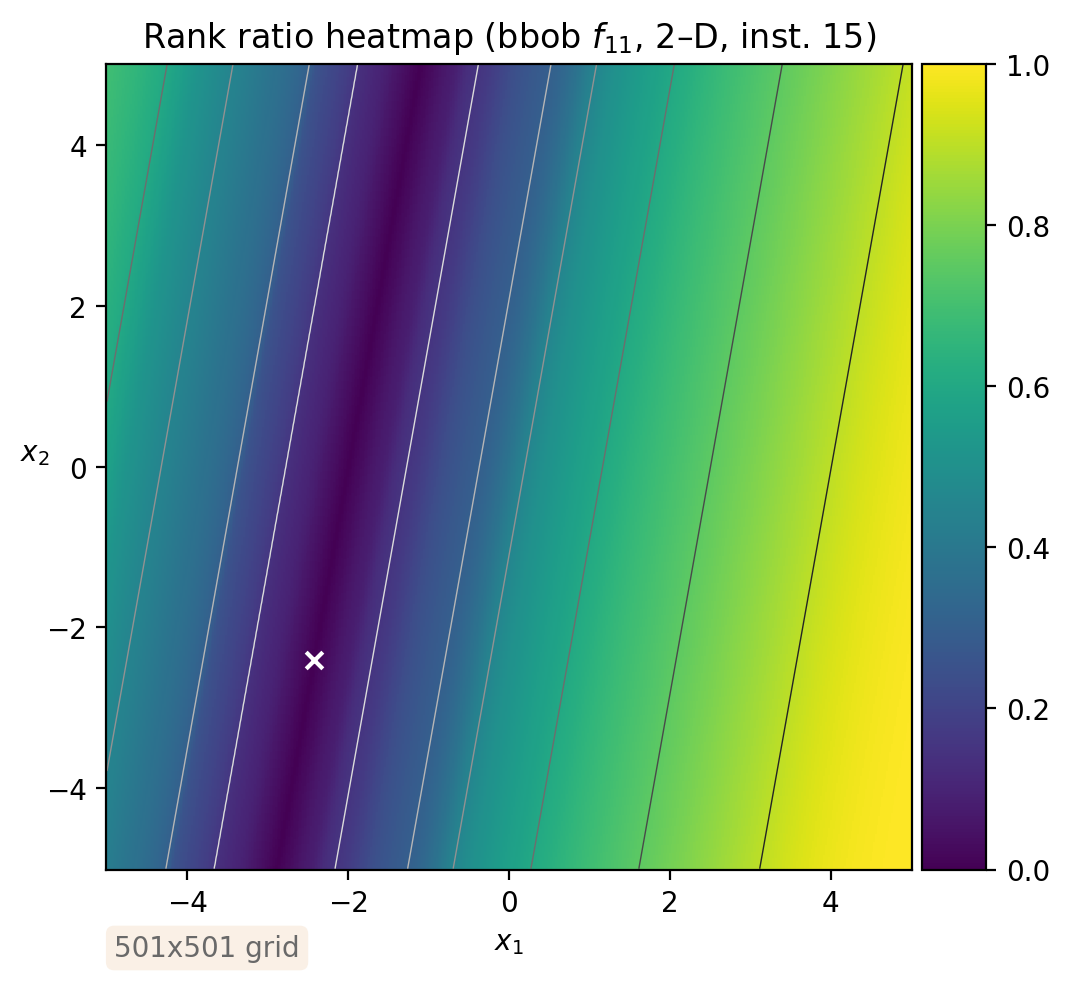 Rank ratio heatmap (bbob f₁₁, 2–D, inst. 15)
1.0
0.8
0.6
0.4
0.2
0.0
4
2
x₂
0
−2
−4
−4 −2 0 2 4
x₁
501x501 grid